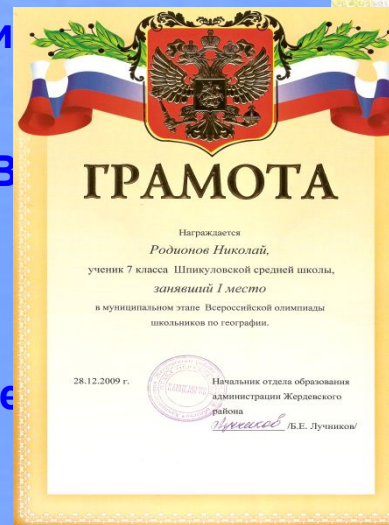 и
в
е
ГРАМОТА
Награждается
Родионов Николай,
ученик 7 класса Шпикуловской средней школы,
занявший I место
в муниципальном этапе Всероссийской олимпиады
школьников по географии.
28.12.2009 г.
Начальник отдела образования
администрации Жердевского
района
/Б.Е. Лучников/